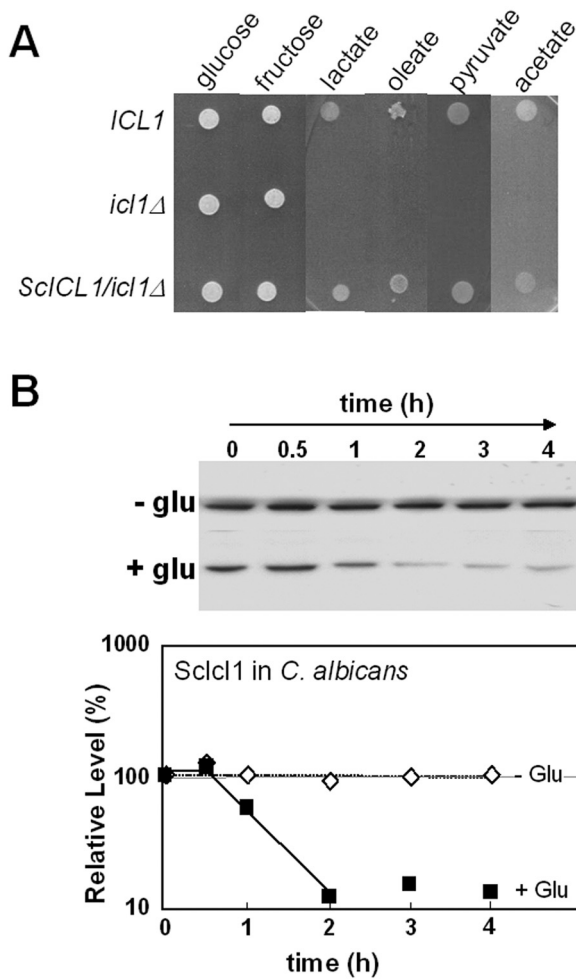 A
glucose fructose lactate oleate pyruvate acetate
ICL1
icl1Δ
ScICL1/icl1Δ
B
time (h)
0 0.5 1 2 3 4
- glu
+ glu
1000
ScIcl1 in C. albicans
Relative Level (%)
100
- Glu
+ Glu
10
0 1 2 3 4
time (h)